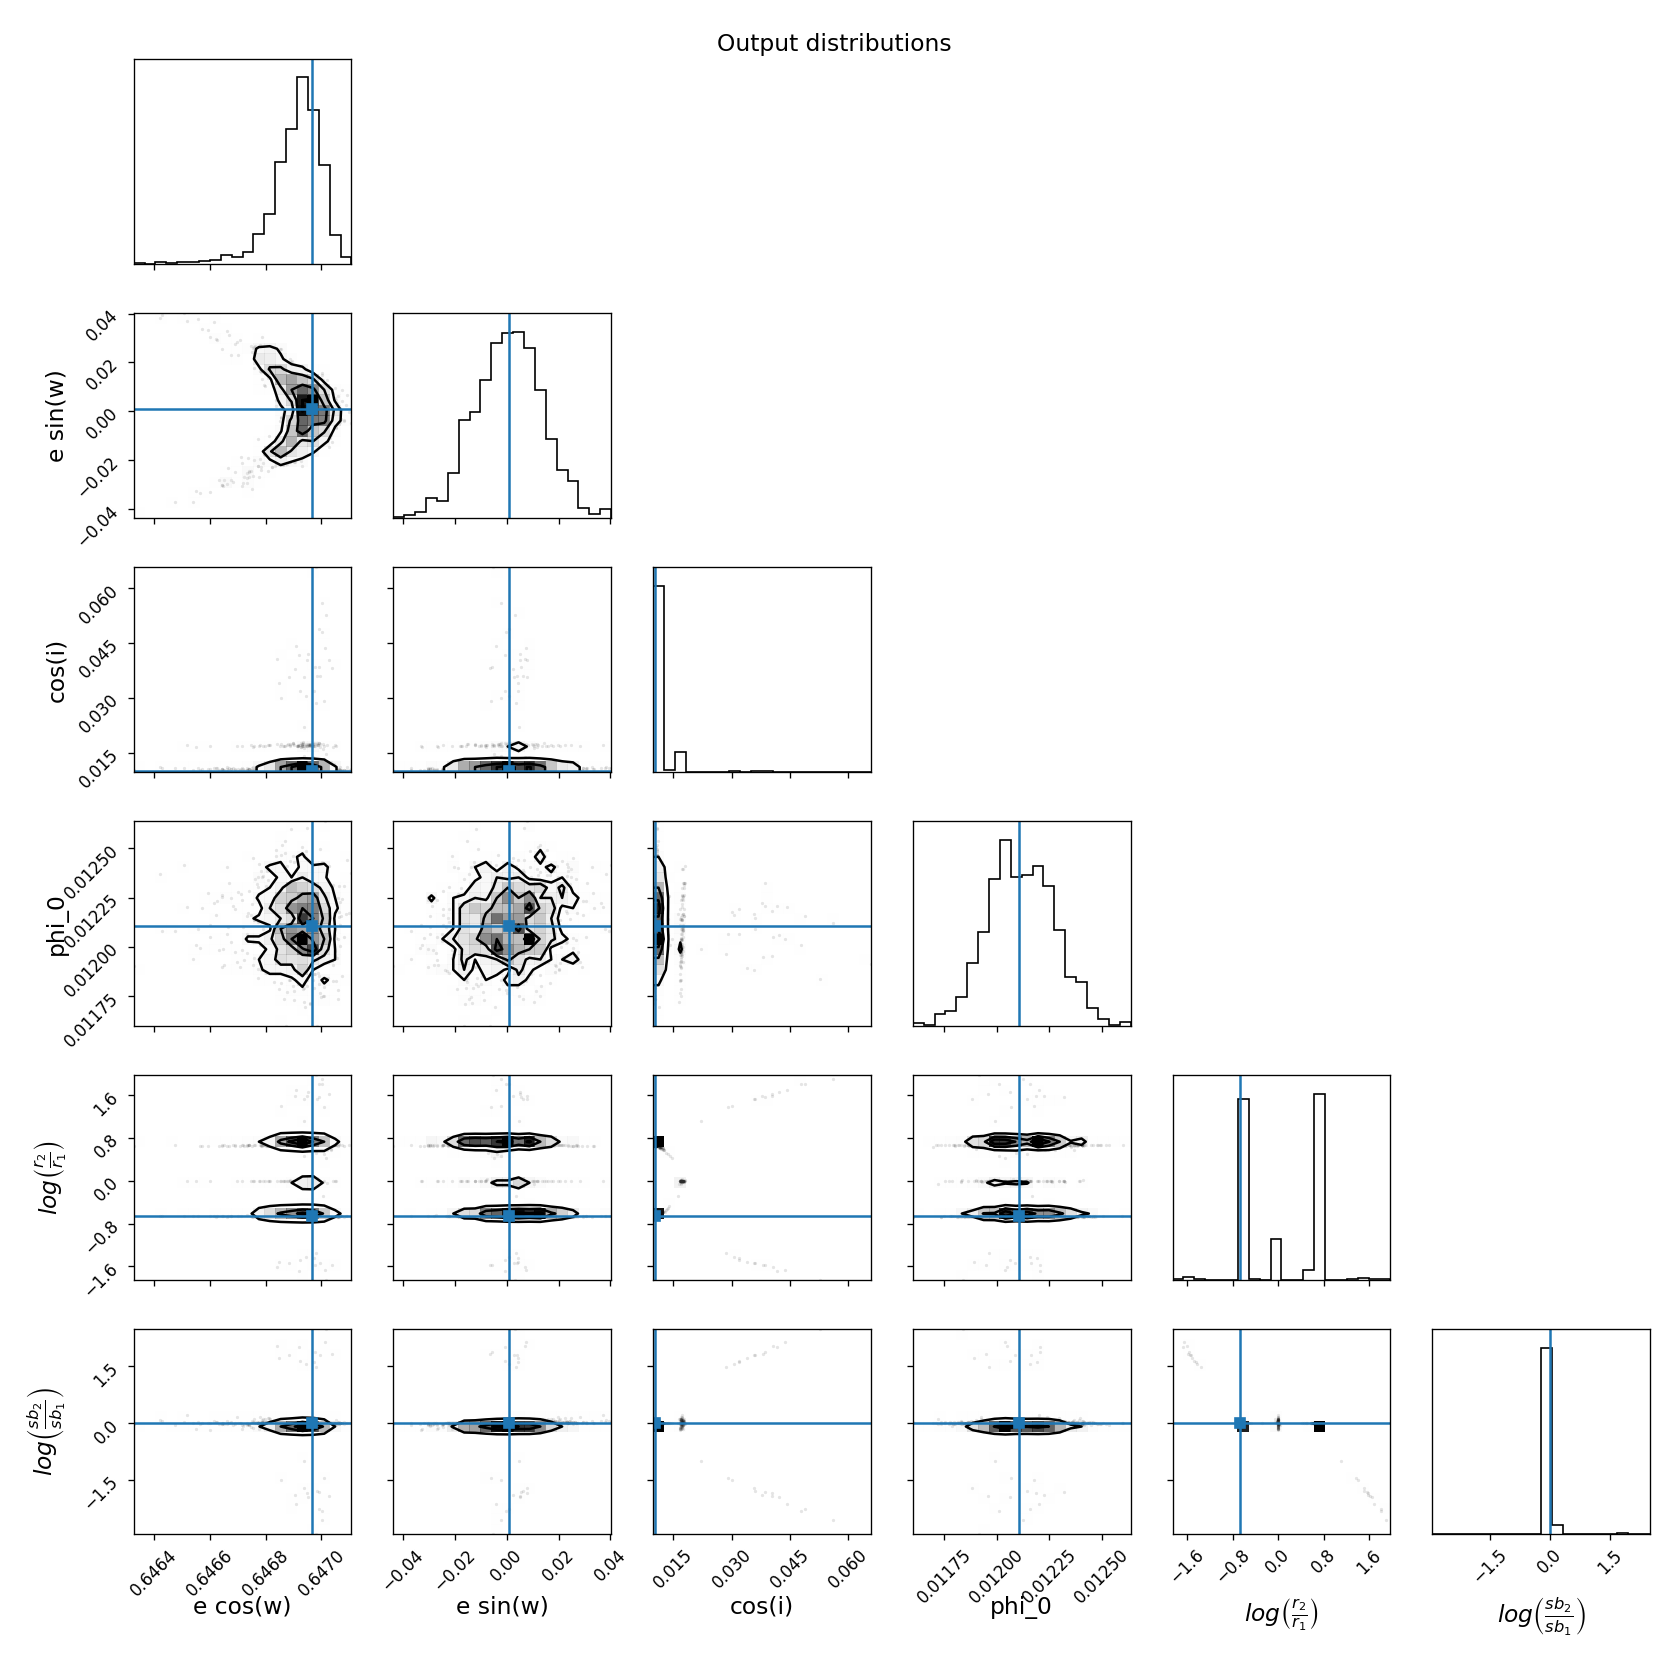 Output distributions
e sin(w)
0.04
0.02
0.00
−0.02
−0.04
cos(i)
0.060
0.045
0.030
0.015
phi_0
0.01250
0.01225
0.01200
0.01175
log(r2/r1)
1.6
0.8
0.0
−0.8
−1.6
log(sb2/sb1)
1.5
0.0
−1.5
0.6464 0.6466 0.6468 0.6470
−0.04 −0.02 0.00 0.02 0.04
0.015 0.030 0.045 0.060
0.01175 0.01200 0.01225 0.01250
−1.6 −0.8 0.0 0.8 1.6
−1.5 0.0 1.5
e cos(w) e sin(w) cos(i) phi_0 log(r2/r1) log(sb2/sb1)